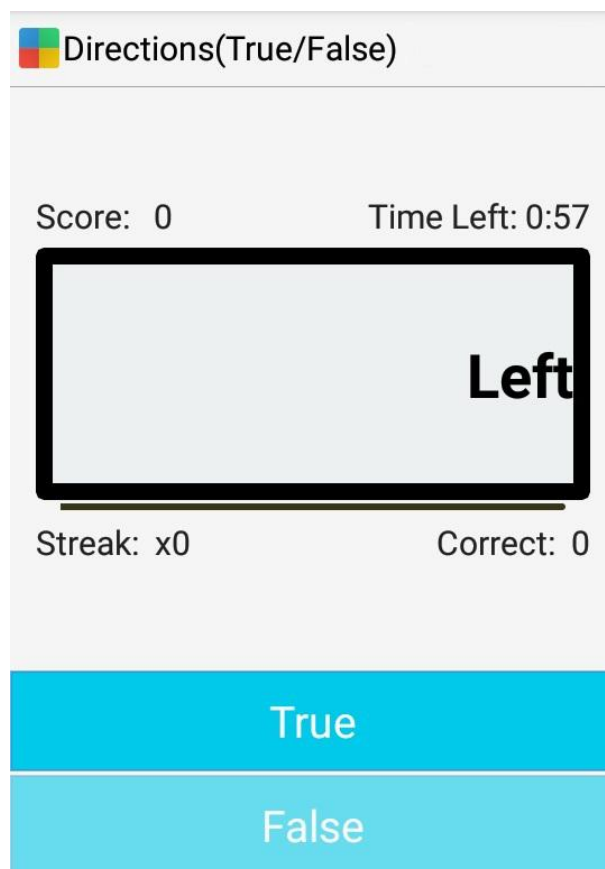 Directions(True/False)
Score: 0 Time Left: 0:57
Left
Streak: x0 Correct: 0
True
False